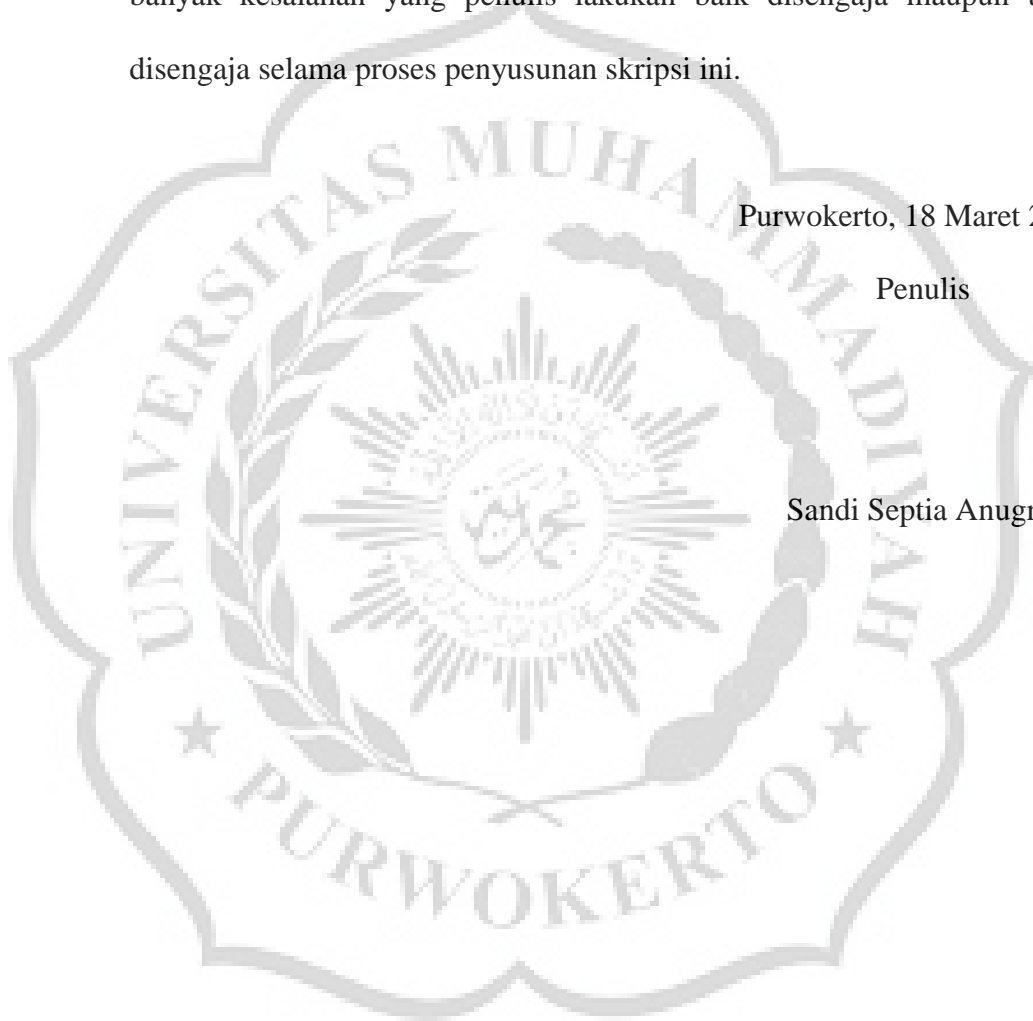 banyak kesalahan yang penulis lakukan baik disengaja maupun
disengaja selama proses penyusunan skripsi ini.
Purwokerto, 18 Maret
Penulis
Sandi Septia
UNIVERSITAS MUHAMMADIYAH
PURWOKERTO